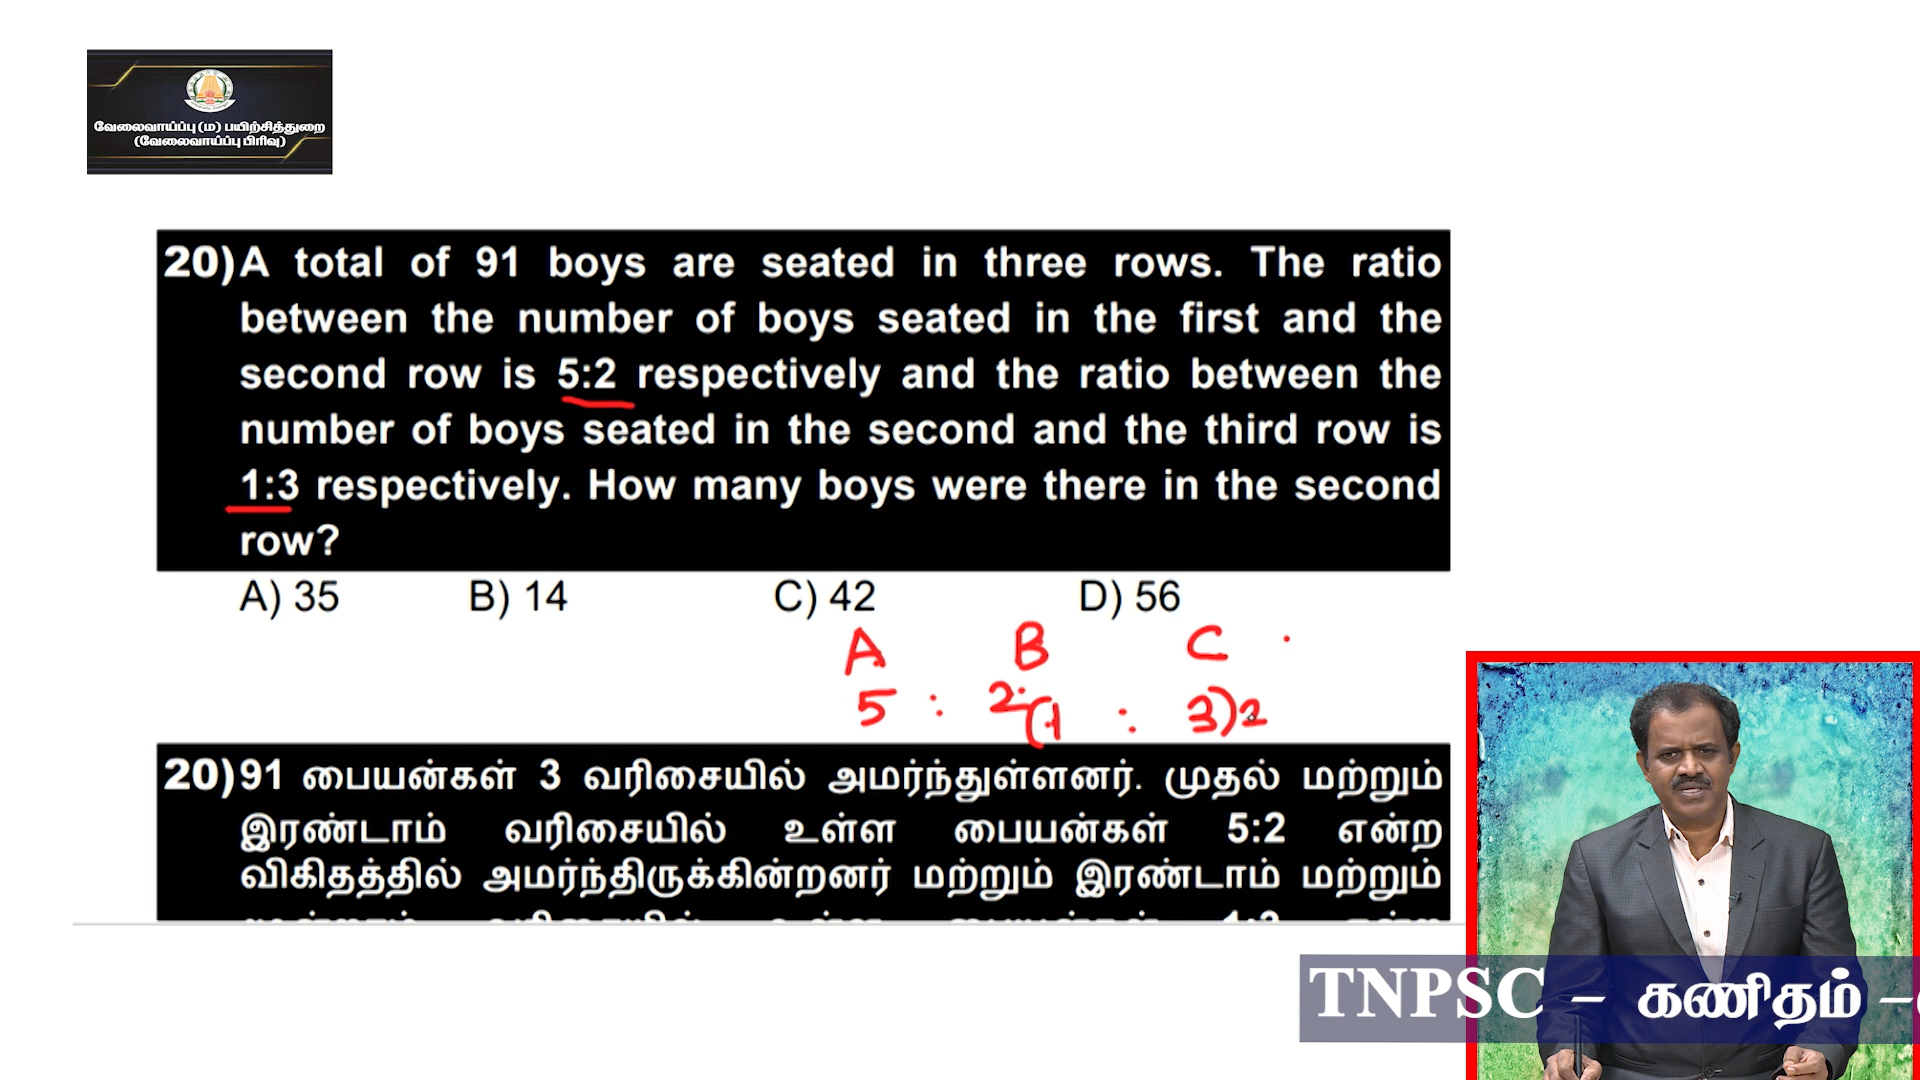 வேலைவாய்ப்பு (ம) பயிற்சித்துறை
(வேலைவாய்ப்பு பிரிவு)
20) A total of 91 boys are seated in three rows. The ratio
between the number of boys seated in the first and the
second row is 5:2 respectively and the ratio between the
number of boys seated in the second and the third row is
1:3 respectively. How many boys were there in the second
row?
A) 35 B) 14 C) 42 D) 56
A B C
5 : 2 (1 : 3)2
20) 91 பையன்கள் 3 வரிசையில் அமர்ந்துள்ளனர். முதல் மற்றும்
இரண்டாம் வரிசையில் உள்ள பையன்கள் 5:2 என்ற
விகிதத்தில் அமர்ந்திருக்கின்றனர் மற்றும் இரண்டாம் மற்றும்
TNPSC – கணிதம் –